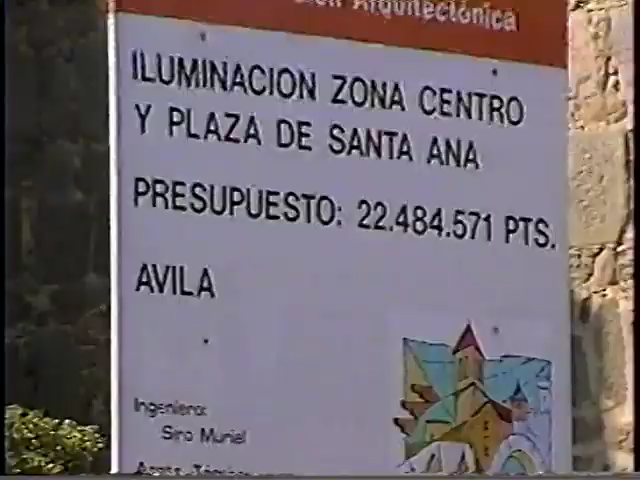 Arquitectónica
ILUMINACION ZONA CENTRO
Y PLAZA DE SANTA ANA
PRESUPUESTO: 22.484.571 PTS.
AVILA
Ingeniero:
Siro Muriel